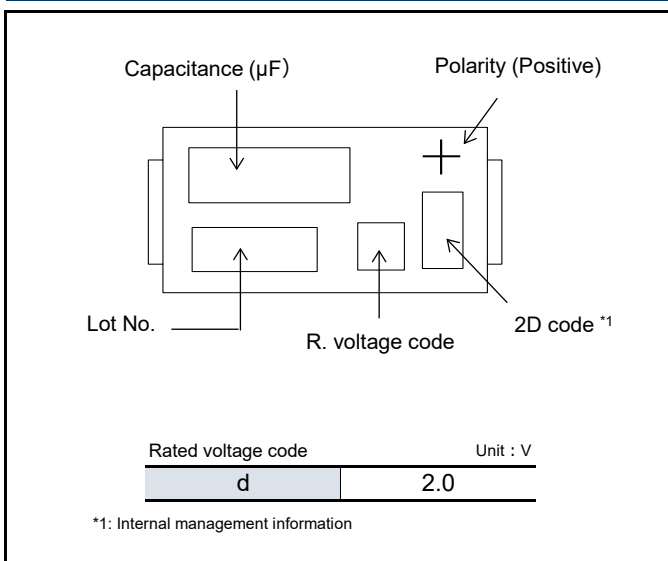 Capacitance (μF） Polarity (Positive)
+
Lot No. R. voltage code 2D code *1
Rated voltage code Unit：V
d 2.0
*1: Internal management information